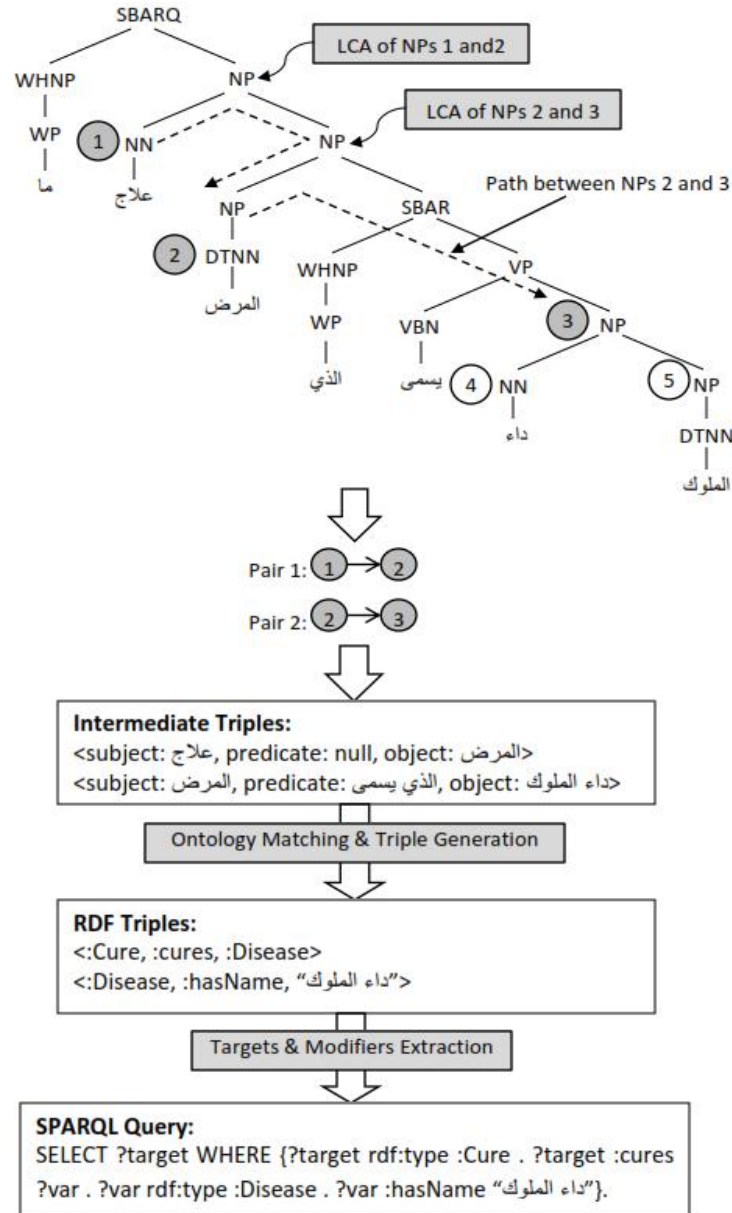 SBARQ
LCA of NPs 1 and2
WHNP NP
LCA of NPs 2 and 3
WP 1 NN NP
ما علاج
Path between NPs 2 and 3
NP SBAR
2 DTNN WHNP VP
المرض
WP VBN 3 NP
الذي يسمى 4 NN 5 NP
داء DTNN
الملوك
Pair 1: 1 2
Pair 2: 2 3
Intermediate Triples:
<subject: علاج, predicate: null, object: المرض>
<subject: المرض, predicate: الذي يسمى, object: داء الملوك>
Ontology Matching & Triple Generation
RDF Triples:
<:Cure, :cures, :Disease>
<:Disease, :hasName, “داء الملوك”>
Targets & Modifiers Extraction
SPARQL Query:
SELECT ?target WHERE {?target rdf:type :Cure . ?target :cures
?var . ?var rdf:type :Disease . ?var :hasName “داء الملوك”}.